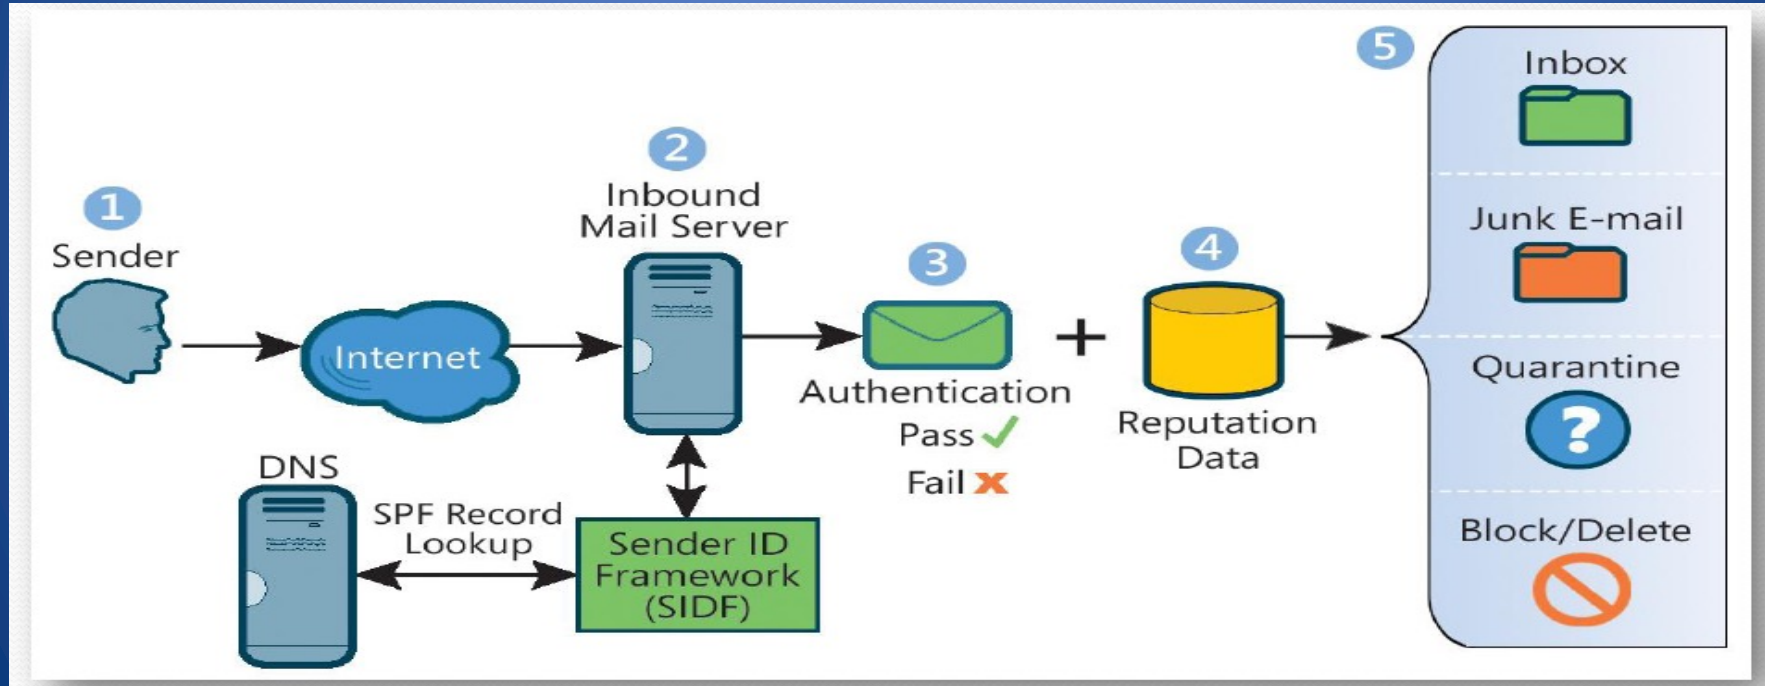 1
Sender
Internet
2
Inbound
Mail Server
DNS
SPF Record
Lookup
Sender ID
Framework
(SIDF)
3
Authentication
Pass
Fail
+
4
Reputation
Data
5
Inbox
Junk E-mail
Quarantine
?
Block/Delete